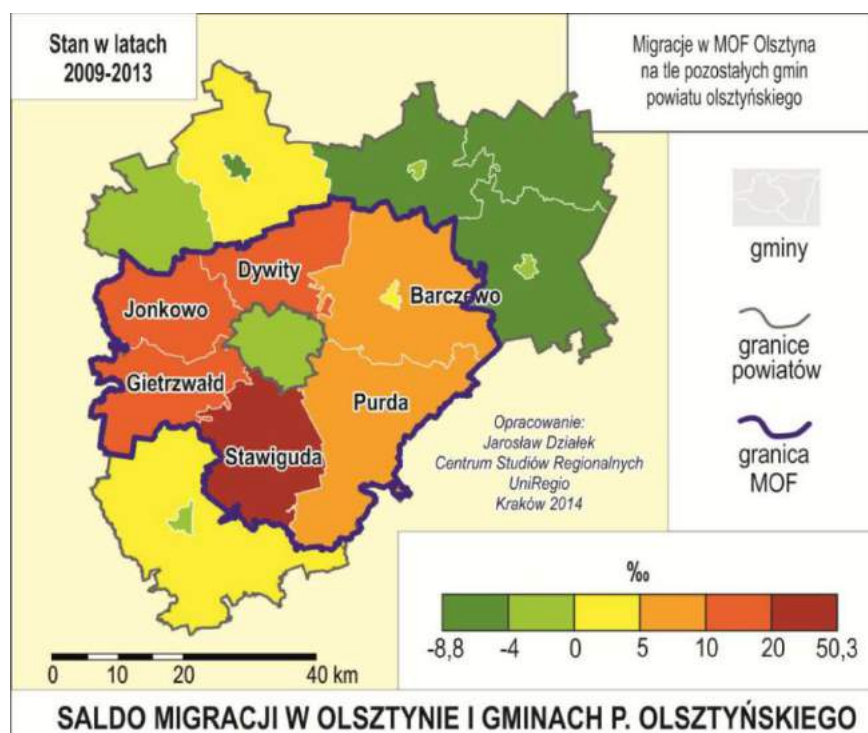 Stan w latach
2009-2013
Migracje w MOF Olsztyna
na tle pozostałych gmin
powiatu olsztyńskiego
gminy
granice
powiatów
granica
MOF
Dywity
Jonkowo
Barczewo
Gietrzwałd
Purda
Stawiguda
Opracowanie:
Jarosław Działek
Centrum Studiów Regionalnych
UniRegio
Kraków 2014
‰
-8,8 -4 0 5 10 20 50,3
0 10 20 40 km
SALDO MIGRACJI W OLSZTYNIE I GMINACH P. OLSZTYŃSKIEGO